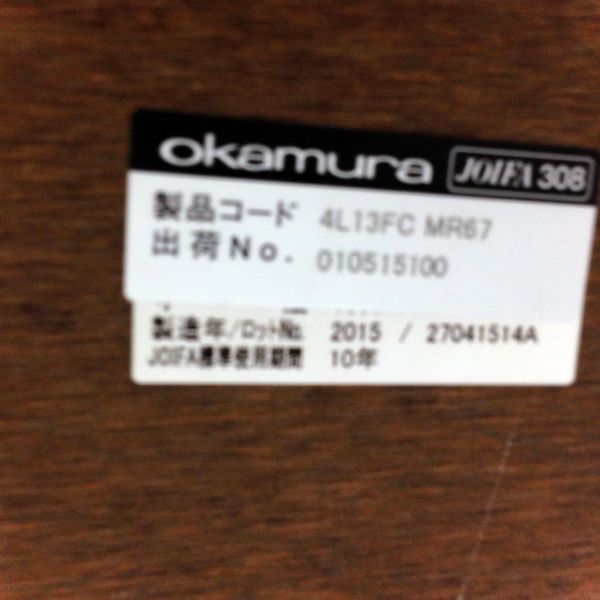 okamura JOIFA 308
製品コード 4L13FC MR67
出荷No. 010515100
製造年/ロットNo. 2015 / 27041514A
JOIFA標準使用期間 10年